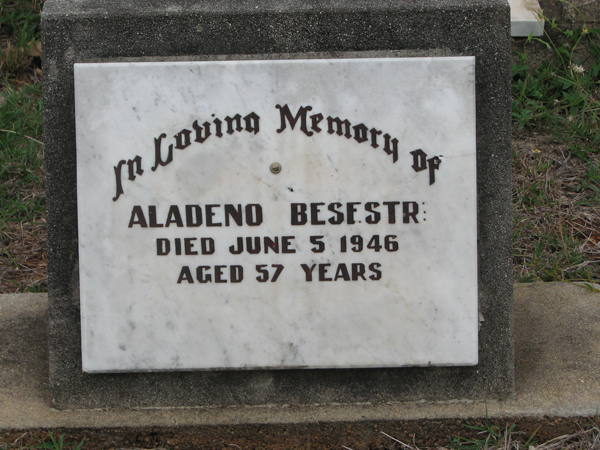 In Loving Memory of
ALADENO BESESTR
DIED JUNE 5 1946
AGED 57 YEARS